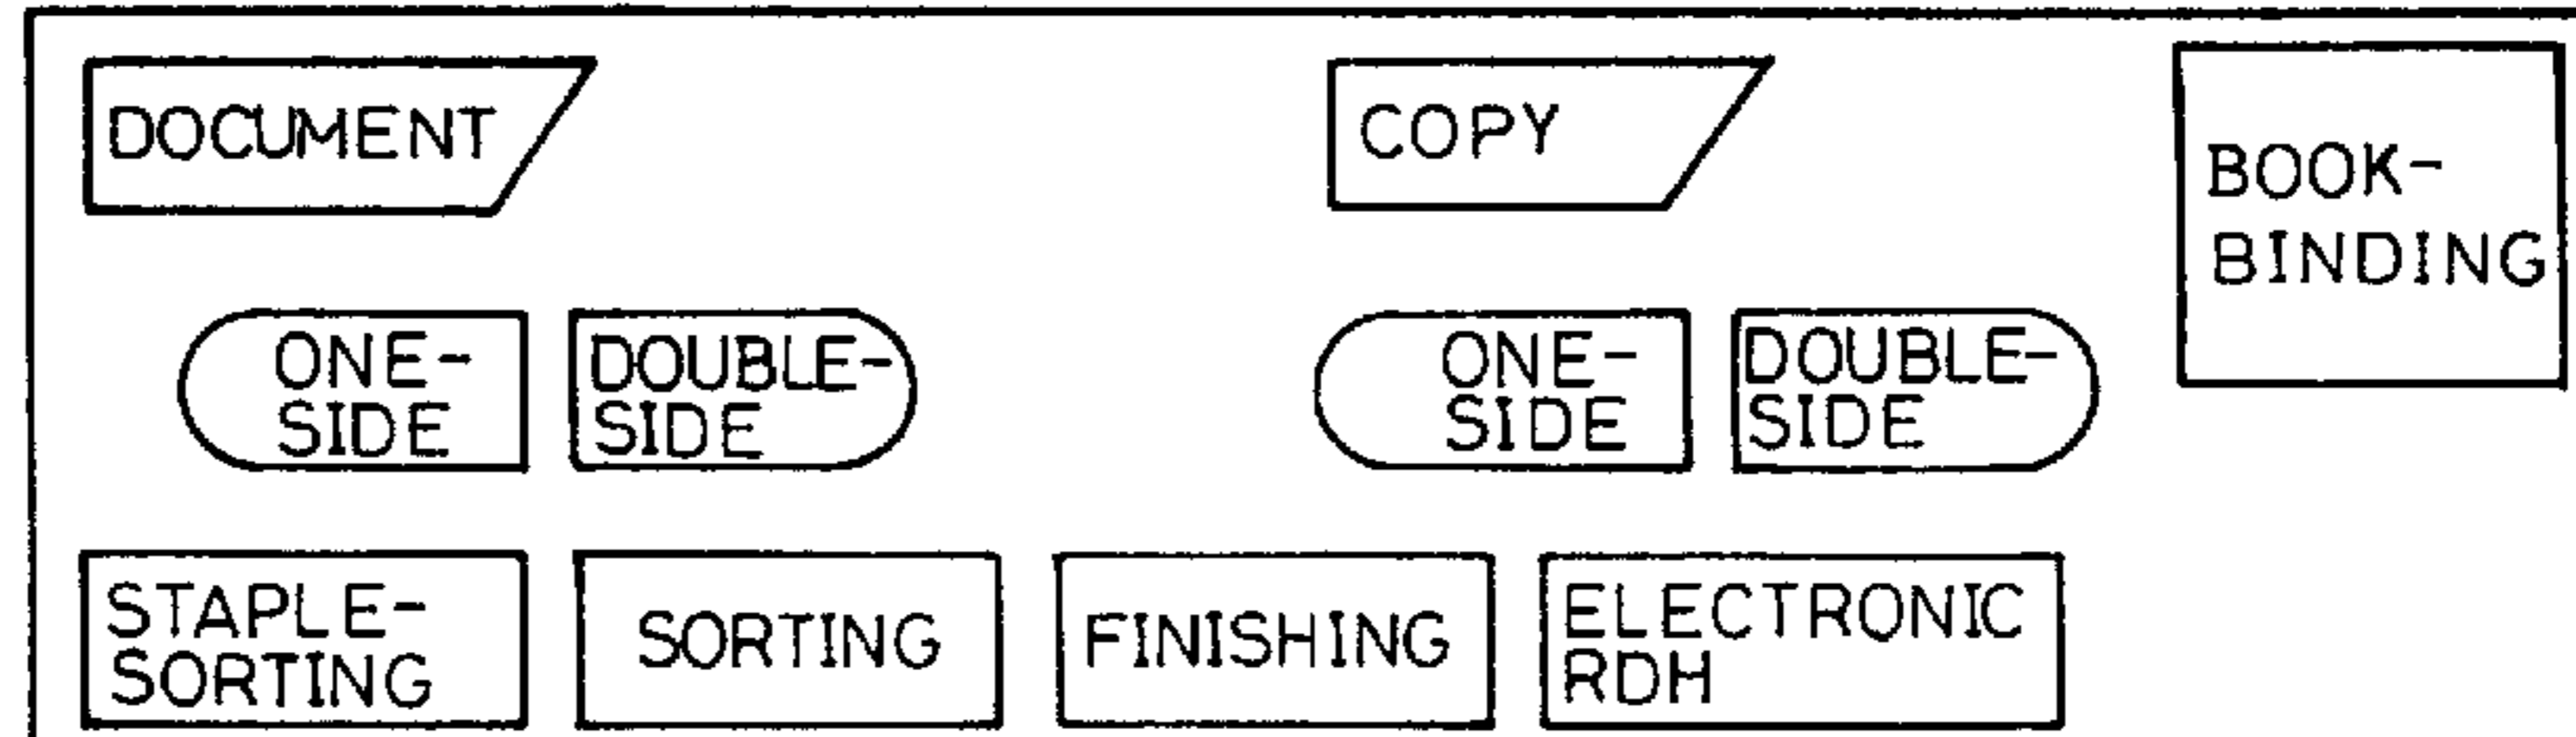 DOCUMENT
COPY
BOOK-
BINDING
ONE-
SIDE
DOUBLE-
SIDE
ONE-
SIDE
DOUBLE-
SIDE
STAPLE-
SORTING
SORTING
FINISHING
ELECTRONIC
RDH